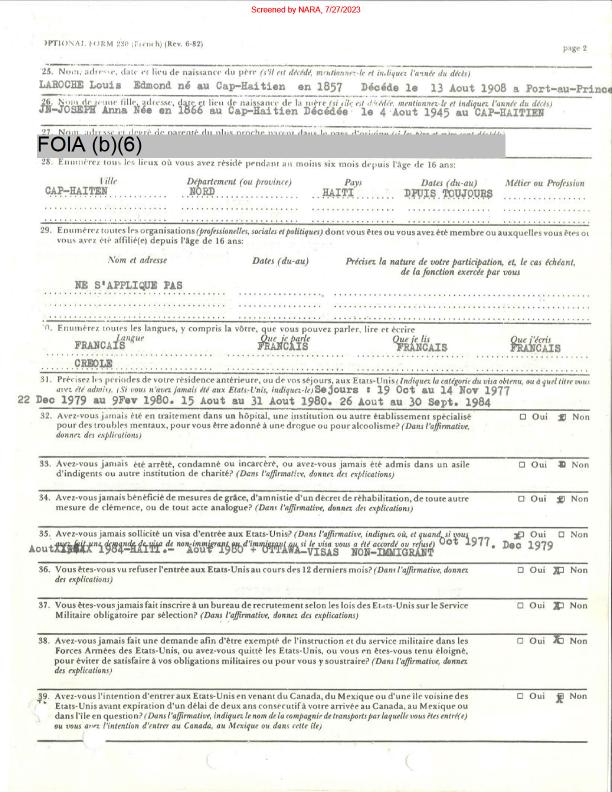 Screened by NARA, 7/27/2023
OPTIONAL FORM 230 (French) (Rev. 6-82)
page 2
25. Nom, adresse, date et lieu de naissance du père (s'il est décédé, mentionnez-le et indiquez l'année du décès)
LAROCHE Louis Edmond né au Cap-Haitien en 1857 Décéde le 13 Aout 1908 a Port-au-Prince
26. Nom de jeune fille, adresse, date et lieu de naissance de la mère (si elle est décédée, mentionnez-le et indiquez l'année du décès)
JN-JOSEPH Anna Née en 1866 au Cap-Haitien Décédée le 4 Aout 1945 au CAP-HAITIEN
27. Nom, adresse et degré de parenté du plus proche parent dans le pays d'origine
FOIA (b)(6)
28. Enumérez tous les lieux où vous avez résidé pendant au moins six mois depuis l'âge de 16 ans:
Ville Département (ou province) Pays Dates (du-au) Métier ou Profession
CAP-HAITEN NORD HAITI DPUIS TOUJOURS
29. Enumérez toutes les organisations (professionelles, sociales et politiques) dont vous êtes ou vous avez été membre ou auxquelles vous êtes ou
vous avez été affilié(e) depuis l'âge de 16 ans:
Nom et adresse Dates (du-au) Précisez la nature de votre participation, et, le cas échéant,
de la fonction exercée par vous
NE S'APPLIQUE PAS
0. Enumérez toutes les langues, y compris la vôtre, que vous pouvez parler, lire et écrire
Langue Que je parle Que je lis Que j'écris
FRANCAIS FRANCAIS FRANCAIS FRANCAIS
CREOLE
31. Précisez les périodes de votre résidence antérieure, ou de vos séjours, aux Etats-Unis (Indiquez la catégorie du visa obtenu, ou à quel titre vous
avez été admis. (Si vous n'avez jamais été aux Etats-Unis, indiquez-le) Sejours : 19 Oct au 14 Nov 1977
22 Dec 1979 au 9Fev 1980. 15 Aout au 31 Aout 1980. 26 Aout au 30 Sept. 1984
32. Avez-vous jamais été en traitement dans un hôpital, une institution ou autre établissement spécialisé Oui Non
pour des troubles mentaux, pour vous être adonné à une drogue ou pour alcoolisme? (Dans l'affirmative,
donnez des explications)
33. Avez-vous jamais été arrêté, condamné ou incarcéré, ou avez-vous jamais été admis dans un asile Oui Non
d'indigents ou autre institution de charité? (Dans l'affirmative, donnez des explications)
34. Avez-vous jamais bénéficié de mesures de grâce, d'amnistie d'un décret de réhabilitation, de toute autre Oui Non
mesure de clémence, ou de tout acte analogue? (Dans l'affirmative, donnez des explications)
35. Avez-vous jamais sollicité un visa d'entrée aux Etats-Unis? (Dans l'affirmative, indiquez où, et quand, si vous Oui Non
avez fait une demande de visa de non-immigrant ou d'immigrant ou si le visa vous a été accordé ou refusé) Oct 1977. Dec 1979
Aout 1984-HAITI.- Aout 1980 + OTTAWA-VISAS NON-IMMIGRANT
36. Vous êtes-vous vu refuser l'entrée aux Etats-Unis au cours des 12 derniers mois? (Dans l'affirmative, donnez Oui Non
des explications)
37. Vous êtes-vous jamais fait inscrire à un bureau de recrutement selon les lois des Etats-Unis sur le Service Oui Non
Militaire obligatoire par sélection? (Dans l'affirmative, donnez des explications)
38. Avez-vous jamais fait une demande afin d'être exempté de l'instruction et du service militaire dans les Oui Non
Forces Armées des Etats-Unis, ou avez-vous quitté les Etats-Unis, ou vous en êtes-vous tenu éloigné,
pour éviter de satisfaire à vos obligations militaires ou pour vous y soustraire? (Dans l'affirmative, donnez
des explications)
39. Avez-vous l'intention d'entrer aux Etats-Unis en venant du Canada, du Mexique ou d'une île voisine des Oui Non
Etats-Unis avant expiration d'un délai de deux ans consecutif à votre arrivée au Canada, au Mexique ou
dans l'île en question? (Dans l'affirmative, indiquez le nom de la compagnie de transports par laquelle vous êtes entré(e)
ou vous avez l'intention d'entrer au Canada, au Mexique ou dans cette île)